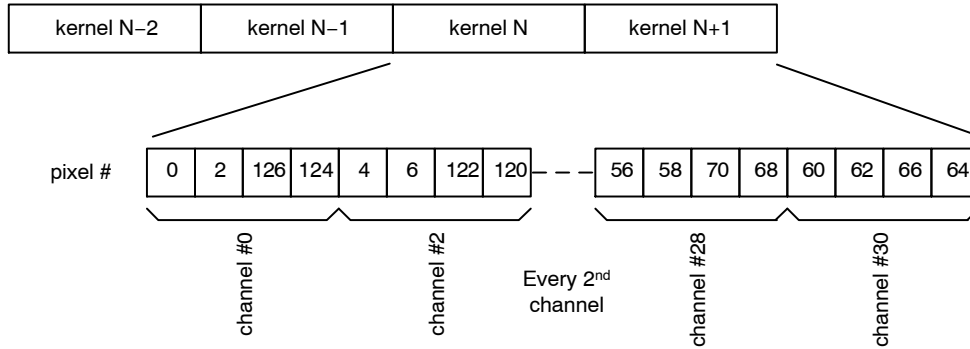 kernel N−2 kernel N−1 kernel N kernel N+1
pixel # 0 2 126 124 4 6 122 120 56 58 70 68 60 62 66 64
channel #0 channel #2 channel #28 channel #30
Every 2nd
channel